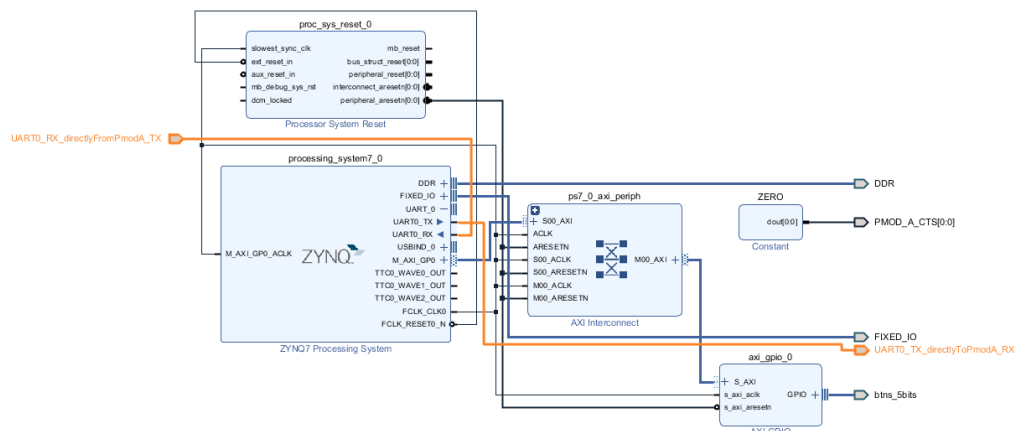 proc_sys_reset_0
slowest_sync_clk
ext_reset_in
aux_reset_in
mb_debug_sys_rst
dcm_locked
mb_reset
bus_struct_reset[0:0]
peripheral_reset[0:0]
interconnect_aresetn[0:0]
peripheral_aresetn[0:0]
Processor System Reset
UART0_RX_directlyFromPmodA_TX
processing_system7_0
M_AXI_GP0_ACLK
ZYNQ
DDR
FIXED_IO
UART_0
UART0_TX
UART0_RX
USBIND_0
M_AXI_GP0
TTC0_WAVE0_OUT
TTC0_WAVE1_OUT
TTC0_WAVE2_OUT
FCLK_CLK0
FCLK_RESET0_N
ZYNQ7 Processing System
ps7_0_axi_periph
S00_AXI
ACLK
ARESETN
S00_ACLK
S00_ARESETN
M00_ACLK
M00_ARESETN
M00_AXI
AXI Interconnect
ZERO
dout[0:0]
Constant
DDR
PMOD_A_CTS[0:0]
FIXED_IO
UART0_TX_directlyToPmodA_RX
axi_gpio_0
S_AXI
s_axi_aclk
s_axi_aresetn
GPIO
btns_5bits
AXI GPIO